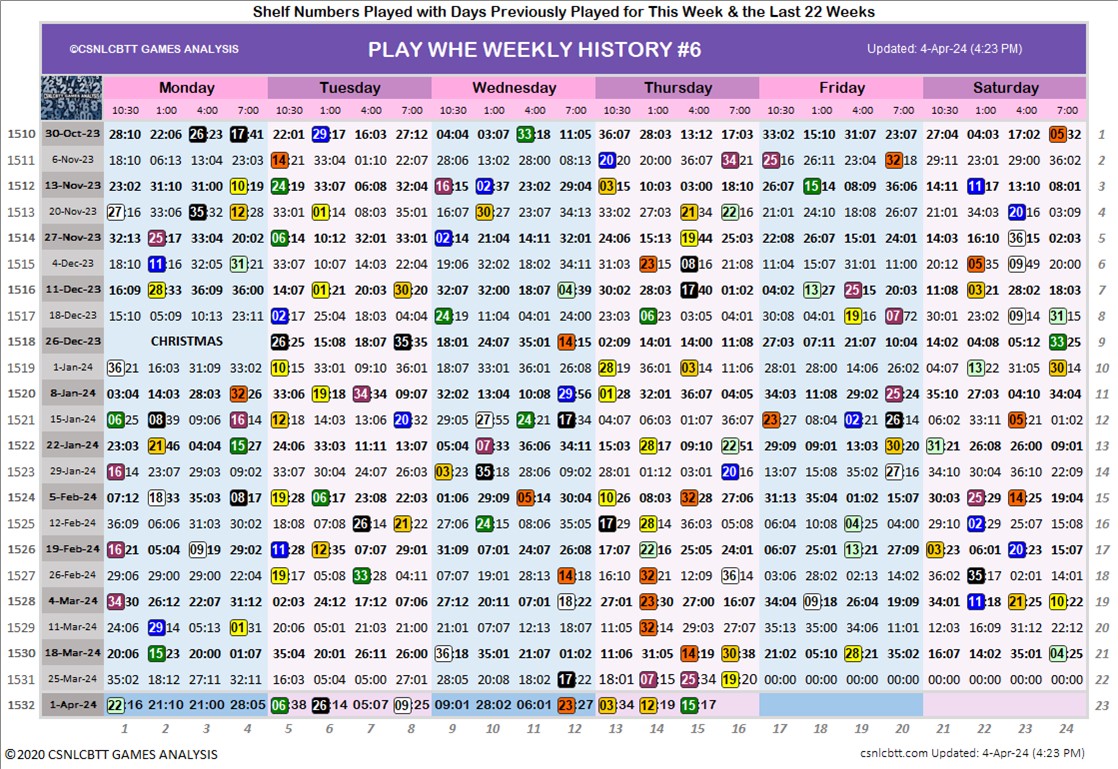 Shelf Numbers Played with Days Previously Played for This Week & the Last 22 Weeks
©CSNLCBTT GAMES ANALYSIS PLAY WHE WEEKLY HISTORY #6 Updated: 4-Apr-24 (4:23 PM)
Monday Tuesday Wednesday Thursday Friday Saturday
10:30 1:00 4:00 7:00 10:30 1:00 4:00 7:00 10:30 1:00 4:00 7:00 10:30 1:00 4:00 7:00 10:30 1:00 4:00 7:00 10:30 1:00 4:00 7:00
1510 30-Oct-23 28:10 22:06 26:23 17:41 22:01 29:17 16:03 27:12 04:04 03:07 33:18 11:05 36:07 28:03 13:12 17:03 33:02 15:10 31:07 23:07 27:04 04:03 17:02 05:32 1
1511 6-Nov-23 18:10 06:13 13:04 23:03 14:21 33:04 01:10 22:07 28:06 13:02 28:00 08:13 20:20 20:00 36:07 34:21 25:16 26:11 23:04 32:18 29:11 23:01 29:00 36:02 2
1512 13-Nov-23 23:02 31:10 31:00 10:19 24:19 33:07 06:08 32:04 16:15 02:37 23:02 29:04 03:15 10:03 03:00 18:10 26:07 18:14 08:09 36:06 14:11 11:17 13:10 08:01 3
1513 20-Nov-23 27:16 33:06 35:32 12:28 33:01 01:14 08:03 35:01 16:07 30:27 23:07 34:13 33:02 27:03 21:34 22:16 21:01 24:10 18:08 26:07 21:01 34:03 20:16 03:09 4
1514 27-Nov-23 32:13 25:17 33:04 20:02 06:14 10:12 32:01 33:01 02:14 21:04 14:11 32:01 24:06 15:13 19:44 25:03 22:08 26:07 15:11 24:01 14:03 16:10 36:15 02:03 5
1515 4-Dec-23 18:10 11:16 32:05 31:21 33:07 10:07 14:03 22:04 19:06 32:02 18:02 34:11 31:03 23:15 08:16 21:08 11:04 15:07 32:01 11:00 20:12 05:35 09:49 20:00 6
1516 11-Dec-23 16:09 28:33 36:09 36:00 14:07 01:21 20:03 30:20 32:07 32:00 18:07 04:39 30:02 28:03 17:40 01:02 04:02 13:27 25:15 20:03 11:08 03:21 28:02 18:03 7
1517 18-Dec-23 15:10 05:09 10:13 23:11 02:17 25:04 18:03 04:04 24:19 11:04 04:01 24:00 23:03 06:23 03:05 04:01 30:08 04:01 19:16 07:72 30:01 23:02 09:14 31:15 8
1518 26-Dec-23 CHRISTMAS 26:25 15:08 18:07 35:35 18:01 24:07 35:01 14:15 02:09 14:01 14:00 11:08 27:03 07:11 21:07 10:04 14:02 04:08 05:12 33:25 9
1519 1-Jan-24 36:21 16:03 31:09 33:02 10:15 33:01 09:10 36:01 18:07 33:01 36:01 26:08 28:19 36:01 03:14 11:06 28:01 28:00 14:06 26:02 18:03 13:22 31:05 30:14 10
1520 8-Jan-24 03:04 14:03 28:03 32:26 33:06 19:18 34:34 09:07 32:02 13:04 10:08 29:56 01:28 32:01 36:07 04:05 34:03 11:08 29:02 25:24 35:10 27:03 04:10 34:04 11
1521 15-Jan-24 06:25 08:39 09:06 16:14 12:18 14:03 13:06 20:32 29:05 27:55 24:21 17:34 04:07 06:03 01:07 06:07 23:27 08:04 02:21 26:14 06:02 33:11 05:21 01:02 12
1522 22-Jan-24 23:03 21:46 04:04 15:27 24:06 33:03 11:11 13:07 05:04 07:33 36:06 34:11 15:03 28:17 09:10 22:51 29:09 09:01 13:03 30:20 31:21 26:08 26:00 09:01 13
1523 29-Jan-24 16:14 23:07 29:03 09:02 33:07 30:04 24:07 26:03 03:23 35:18 28:06 09:02 28:01 01:12 03:01 20:16 13:07 15:08 35:02 27:16 34:10 30:04 36:10 22:09 14
1524 5-Feb-24 07:12 18:33 35:03 08:17 19:28 06:17 23:08 22:03 01:06 29:09 05:14 30:04 10:26 08:03 32:15 27:06 31:13 35:04 01:02 15:07 30:03 25:29 14:25 19:04 15
1525 12-Feb-24 36:09 06:06 31:03 30:02 18:08 07:08 26:14 21:22 27:06 24:15 08:06 35:05 17:29 28:14 36:03 05:08 06:04 10:08 04:25 04:00 29:10 02:29 25:07 15:08 16
1526 19-Feb-24 16:21 05:04 09:19 29:02 11:28 12:35 07:07 29:01 31:09 07:01 24:07 26:08 17:07 22:16 25:05 24:01 06:07 25:01 13:21 27:09 03:23 06:01 20:23 15:07 17
1527 26-Feb-24 29:06 29:00 29:00 22:04 19:17 05:08 33:28 04:11 07:07 19:01 28:13 14:18 16:10 32:21 12:09 36:14 03:06 28:02 02:13 14:02 36:02 35:17 02:01 14:01 18
1528 4-Mar-24 34:30 26:12 22:07 31:12 02:03 24:12 17:12 07:06 27:12 20:11 07:03 18:22 27:01 23:30 27:00 16:07 34:04 09:18 26:04 19:09 34:01 11:18 21:25 10:22 19
1529 11-Mar-24 24:06 29:14 05:13 01:31 20:06 05:01 21:03 21:00 21:01 07:07 12:13 18:07 11:05 32:14 29:03 27:07 35:13 35:00 33:06 11:01 12:03 16:09 31:12 22:12 20
1530 18-Mar-24 20:06 15:23 20:00 01:07 35:04 20:01 26:11 26:00 36:18 35:01 21:07 01:02 11:06 31:05 14:19 30:38 21:02 05:10 28:21 35:02 16:07 14:02 35:01 04:25 21
1531 25-Mar-24 35:02 18:12 27:11 32:11 16:03 05:04 05:00 27:01 28:05 20:08 18:02 17:22 18:01 07:15 25:34 19:20 00:00 00:00 00:00 00:00 00:00 00:00 00:00 00:00 22
1532 1-Apr-24 22:16 21:10 21:00 28:05 06:38 26:14 05:07 09:25 09:01 28:02 06:01 23:27 03:34 12:19 15:17 23
1 2 3 4 5 6 7 8 9 10 11 12 13 14 15 16 17 18 19 20 21 22 23 24
©2020 CSNLCBTT GAMES ANALYSIS csnlcbtt.com Updated: 4-Apr-24 (4:23 PM)